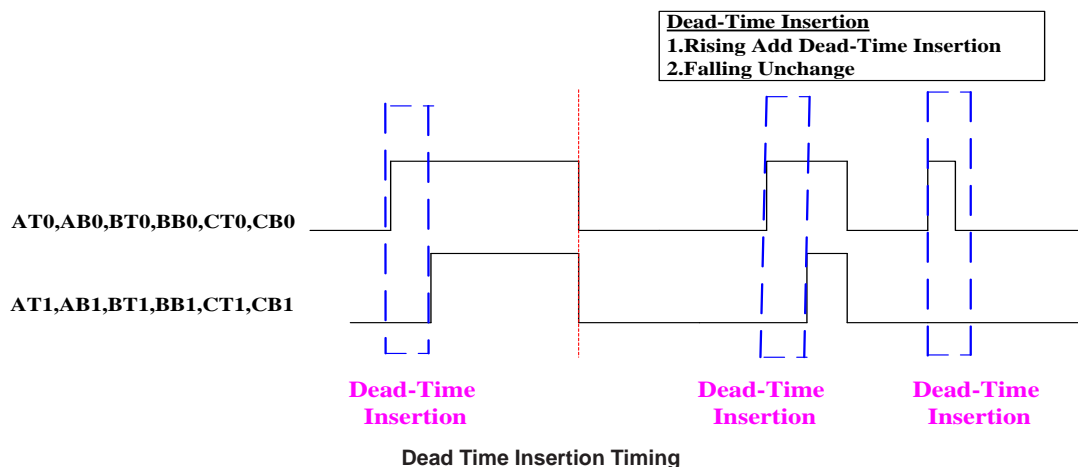 Dead-Time Insertion
1.Rising Add Dead-Time Insertion
2.Falling Unchange
AT0,AB0,BT0,BB0,CT0,CB0
AT1,AB1,BT1,BB1,CT1,CB1
Dead-Time
Insertion
Dead-Time
Insertion
Dead-Time
Insertion
Dead Time Insertion Timing